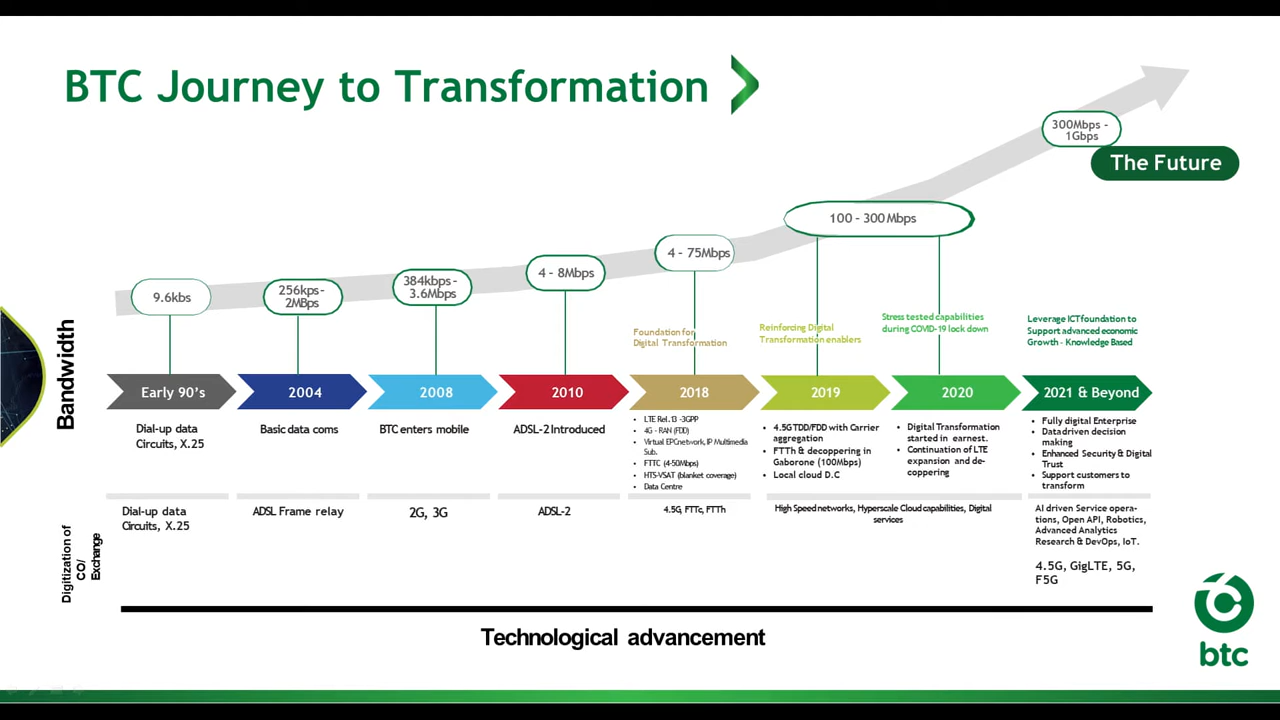 BTC Journey to Transformation
300Mbps -
1Gbps
The Future
100 - 300 Mbps
4 - 75Mbps
4 - 8Mbps
384kbps -
3.6Mbps
256kps-
2MBps
9.6kbs
Foundation for
Digital Transformation
Reinforcing Digital
Transformation enablers
Stress tested capabilities
during COVID-19 lock down
Leverage ICT foundation to
Support advanced economic
Growth - Knowledge Based
Bandwidth
Early 90's
2004
2008
2010
2018
2019
2020
2021 & Beyond
Dial-up data
Circuits, X.25
Basic data coms
BTC enters mobile
ADSL-2 Introduced
• LTE Rel. 13 -3GPP
• 4G - RAN (FDD)
• Virtual EPC network, IP Multimedia
Sub.
• FTTC (4-50Mbps)
• HTS-VSAT (blanket coverage)
• Data Centre
• 4.5G TDD/FDD with Carrier
aggregation
• FTTh & decoppering in
Gaborone (100Mbps)
• Local cloud D.C
• Digital Transformation
started in earnest.
• Continuation of LTE
expansion and de-
coppering
• Fully digital Enterprise
• Data driven decision
making
• Enhanced Security & Digital
Trust
• Support customers to
transform
Digitization of
CO/
Exchange
Dial-up data
Circuits, X.25
ADSL Frame relay
2G, 3G
ADSL-2
4.5G, FTTc, FTTh
High Speed networks, Hyperscale Cloud capabilities, Digital
services
AI driven Service opera-
tions, Open API, Robotics,
Advanced Analytics
Research & DevOps, IoT.
4.5G, GigLTE, 5G,
F5G
Technological advancement
btc